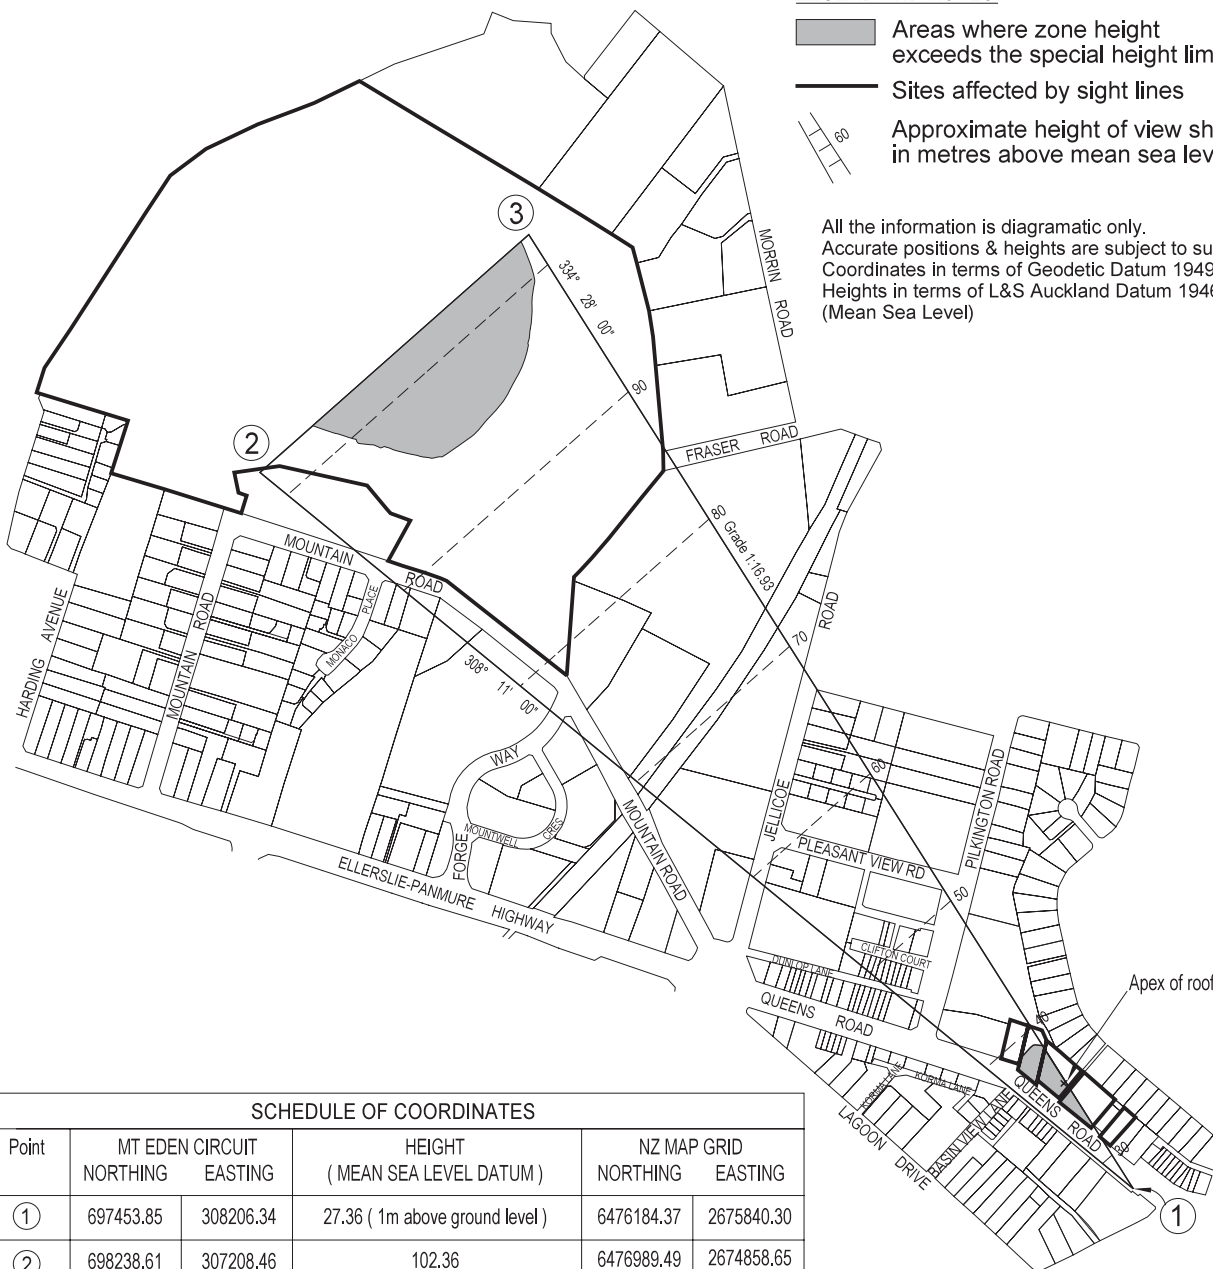 Areas where zone height
exceeds the special height lim
Sites affected by sight lines
60
Approximate height of view sh
in metres above mean sea lev
All the information is diagramatic only.
Accurate positions & heights are subject to su
Coordinates in terms of Geodetic Datum 1949
Heights in terms of L&S Auckland Datum 1946
(Mean Sea Level)
3
334° 28' 00"
MORRIN ROAD
90
2
FRASER ROAD
80
Grade 1:16.93
MOUNTAIN ROAD
HARDING AVENUE
MOUNTAIN ROAD
MONACO PLACE
308° 11' 00"
70
JELLICOE ROAD
60
WAY
FORGE
MOUNTWELL CRES
MOUNTAIN ROAD
PLEASANT VIEW RD
PILKINGTON ROAD
50
ELLERSLIE-PANMURE HIGHWAY
CLIFTON COURT
DUNLOP LANE
QUEENS ROAD
Apex of roof
40
KORMA LANE
KORMA LANE
QUEENS ROAD
BASIN VIEW LANE
LAGOON DRIVE
1
SCHEDULE OF COORDINATES
Point MT EDEN CIRCUIT HEIGHT NZ MAP GRID
NORTHING EASTING ( MEAN SEA LEVEL DATUM ) NORTHING EASTING
1 697453.85 308206.34 27.36 ( 1m above ground level ) 6476184.37 2675840.30
2 698238.61 307208.46 102.36 6476989.49 2674858.65